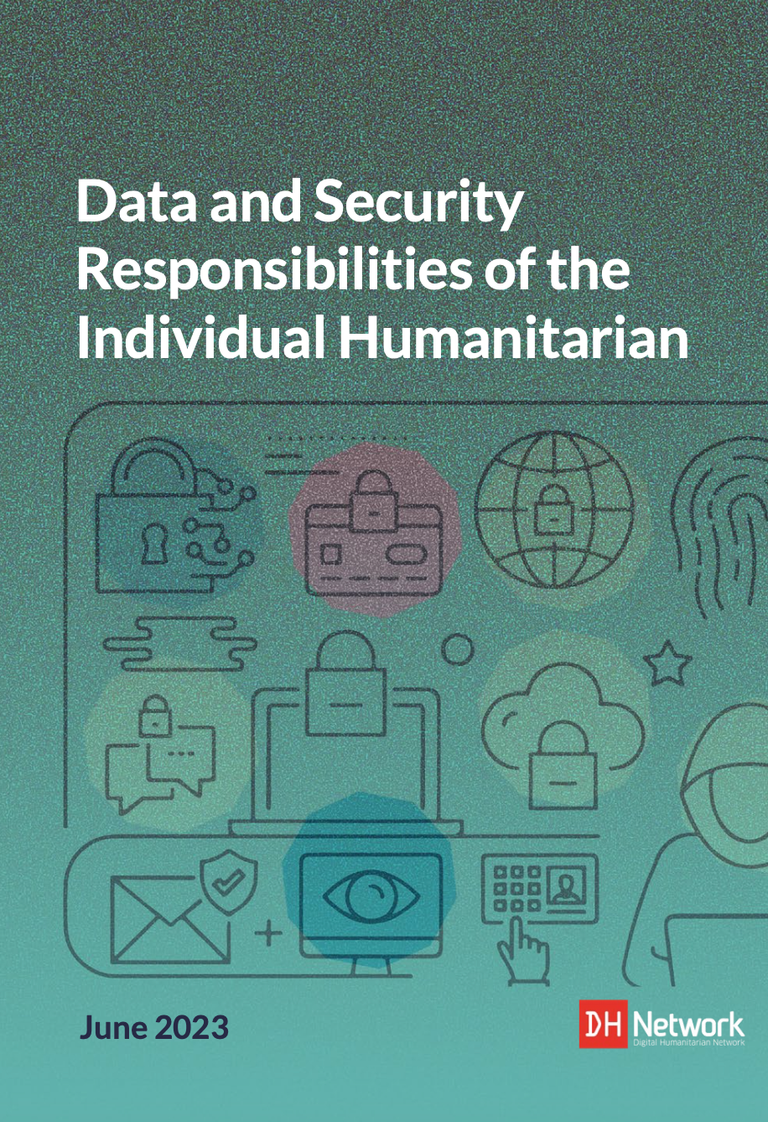 Data and Security
Responsibilities of the
Individual Humanitarian
June 2023
DH Network
Digital Humanitarian Network